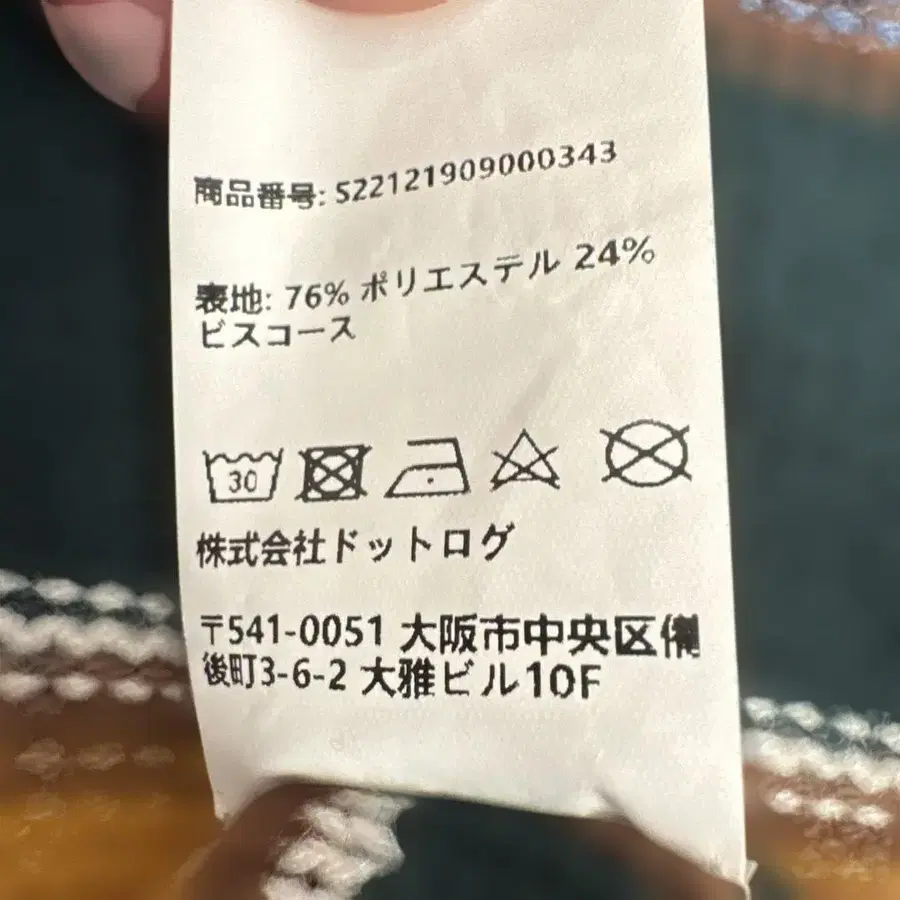 商品番号: S22121909000343
表地: 76% ポリエステル 24%
ビスコース
30
株式会社ドットログ
〒541-0051 大阪市中央区備
後町3-6-2 大雅ビル10F